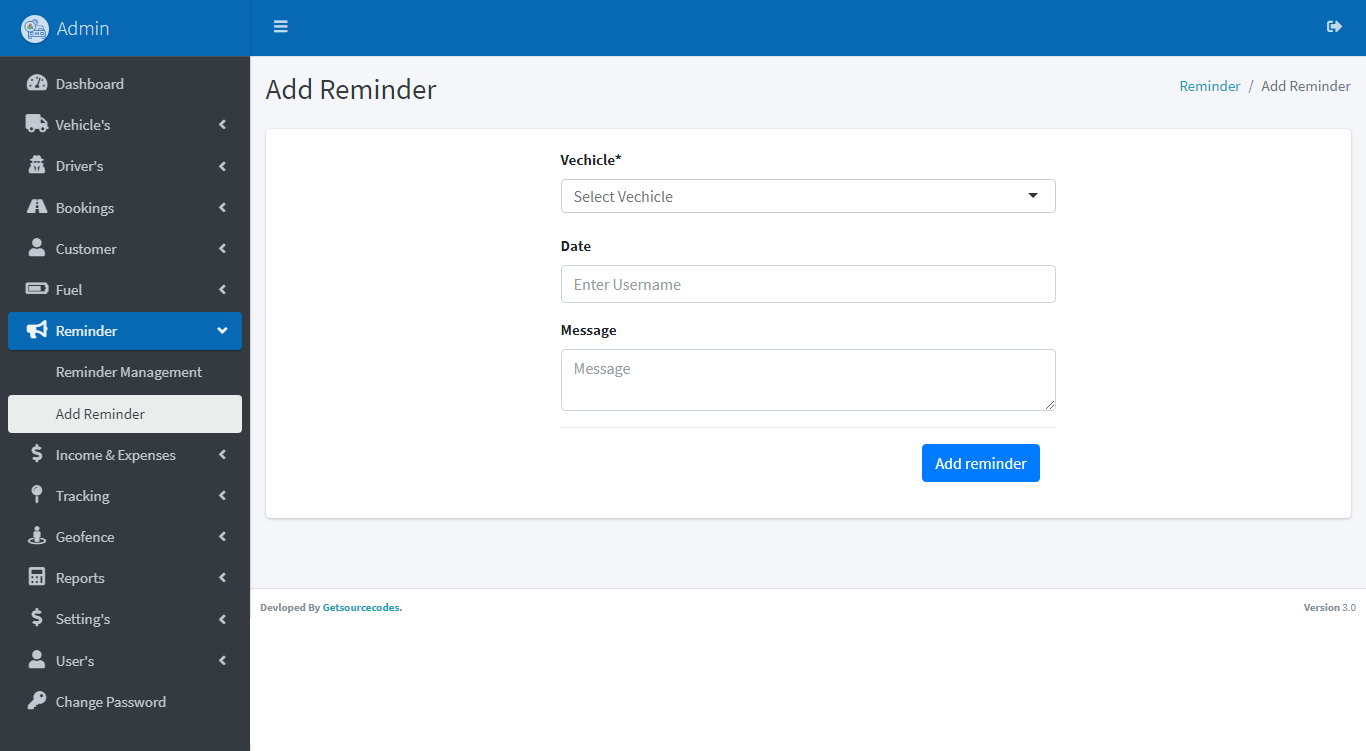 Admin
Dashboard
Vehicle's
Driver's
Bookings
Customer
Fuel
Reminder
Reminder Management
Add Reminder
Income & Expenses
Tracking
Geofence
Reports
Setting's
User's
Change Password
Add Reminder
Reminder / Add Reminder
Vechicle*
Select Vechicle
Date
Enter Username
Message
Message
Add reminder
Devloped By Getsourcecodes.
Version 3.0